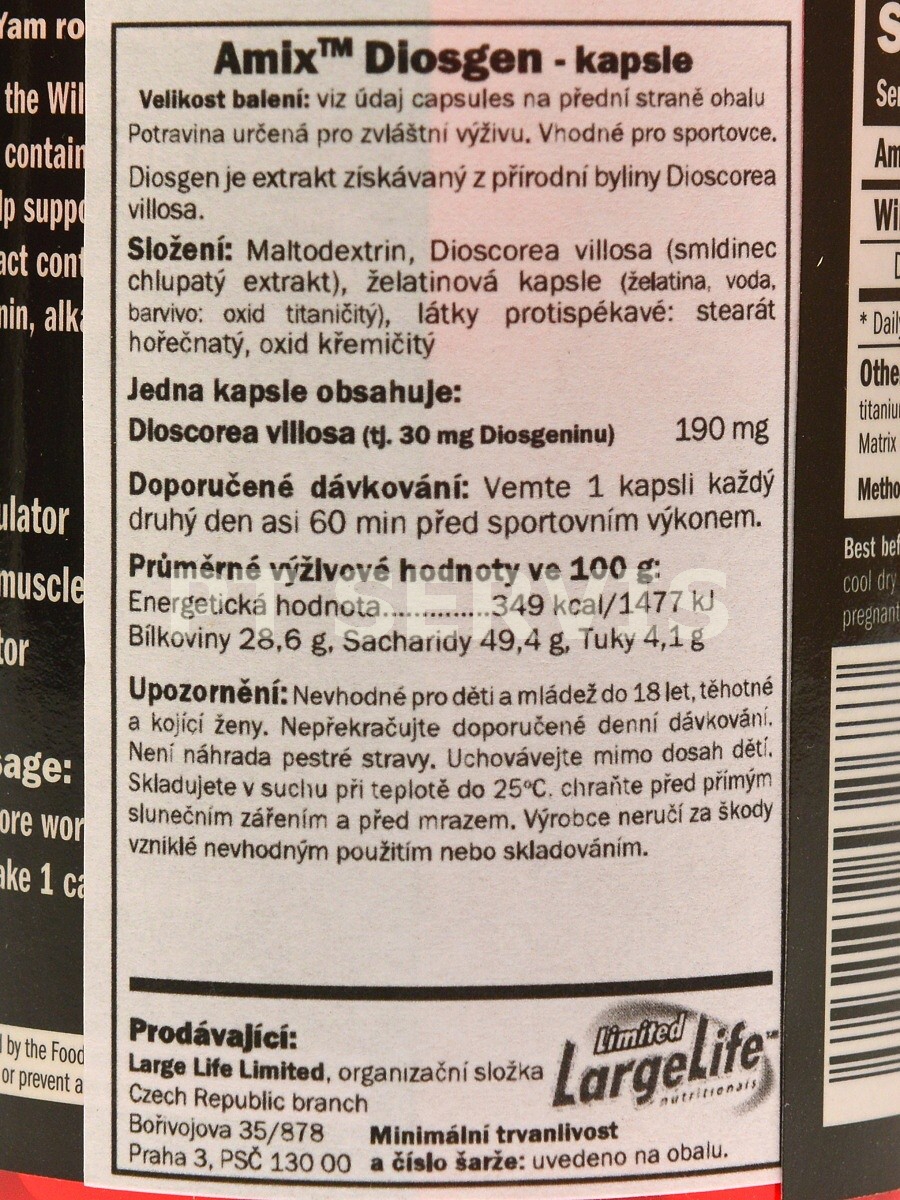 Yam ro
the Wil
contain
lp suppo
act cont
nin, alka
ulator
muscle
tor
sage:
ore wor
ake 1 ca
l by the Food
or prevent a
Amix™ Diosgen - kapsle
Velikost balení: viz údaj capsules na přední straně obalu
Potravina určená pro zvláštní výživu. Vhodné pro sportovce.
Diosgen je extrakt získávaný z přírodní byliny Dioscorea
villosa.
Složení: Maltodextrin, Dioscorea villosa (smldinec
chlupatý extrakt), želatinová kapsle (želatina, voda,
barvivo: oxid titaničitý), látky protispékavé: stearát
hořečnatý, oxid křemičitý
Jedna kapsle obsahuje:
Dioscorea villosa (tj. 30 mg Diosgeninu) 190 mg
Doporučené dávkování: Vemte 1 kapsli každý
druhý den asi 60 min před sportovním výkonem.
Průměrné výživové hodnoty ve 100 g:
Energetická hodnota..............349 kcal/1477 kJ
Bílkoviny 28,6 g, Sacharidy 49,4 g, Tuky 4,1 g
Upozornění: Nevhodné pro děti a mládež do 18 let, těhotné
a kojící ženy. Nepřekračujte doporučené denní dávkování.
Není náhrada pestré stravy. Uchovávejte mimo dosah dětí.
Skladujete v suchu při teplotě do 25°C. chraňte před přímým
slunečním zářením a před mrazem. Výrobce neručí za škody
vzniklé nevhodným použitím nebo skladováním.
Prodávající:
Large Life Limited, organizační složka
Czech Republic branch
Bořivojova 35/878
Praha 3, PSČ 130 00
Minimální trvanlivost
a číslo šarže: uvedeno na obalu.
Limited
LargeLife™
nutritionals
S
Ser
Am
Wil
D
* Daily
Othe
titaniu
Matrix
Metho
Best bef
cool dry
pregnant